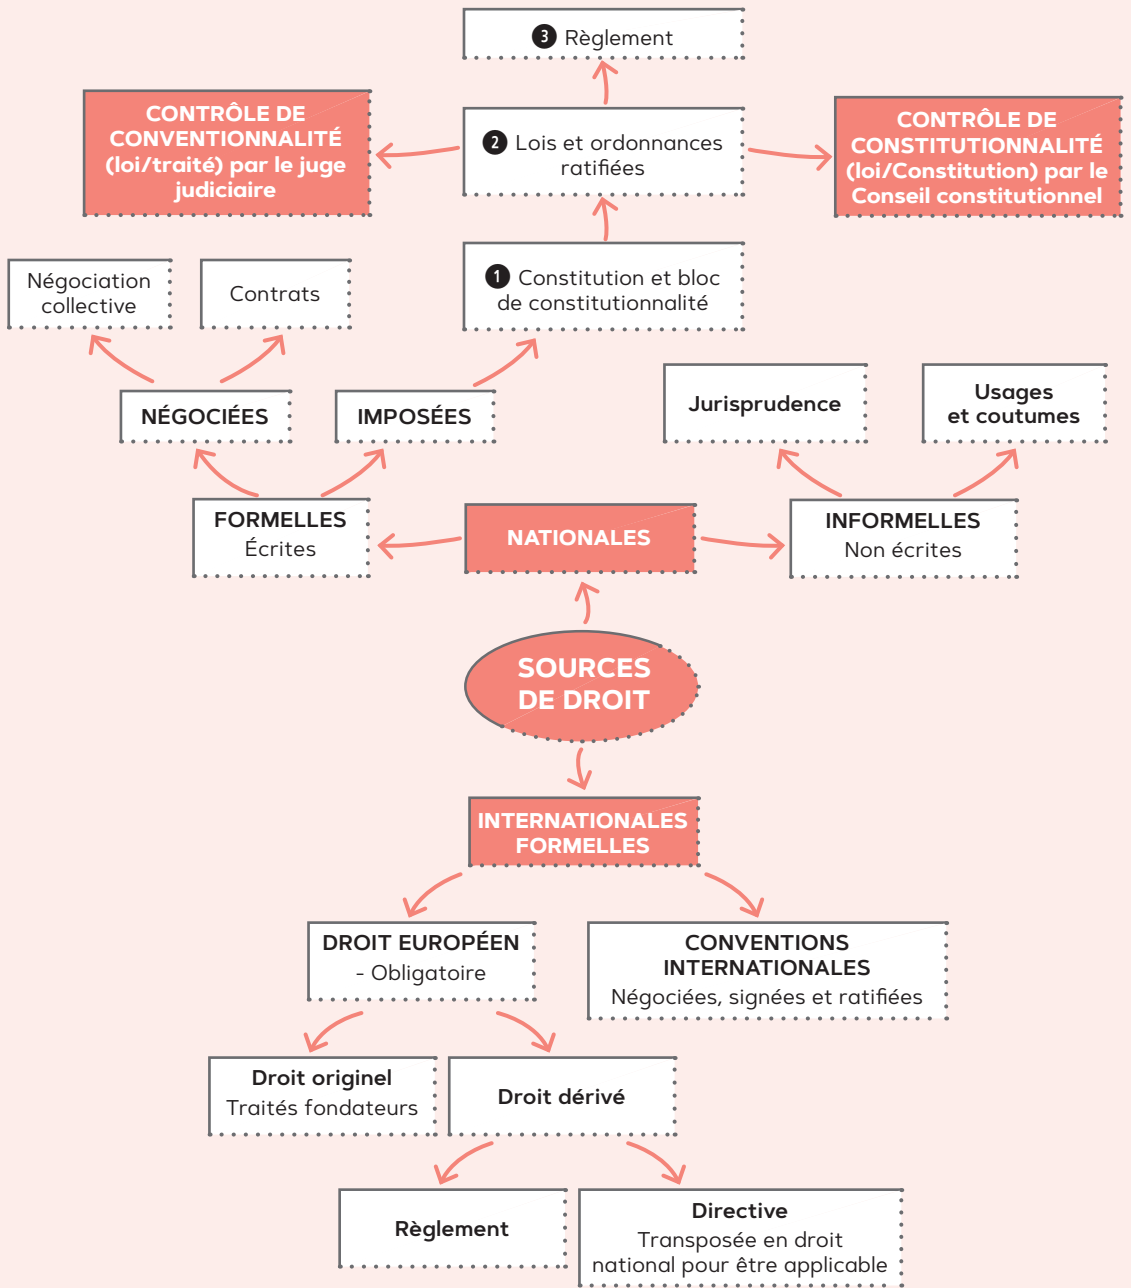 ❸ Règlement
CONTRÔLE DE
CONVENTIONNALITÉ
(loi/traité) par le juge
judiciaire
❷ Lois et ordonnances
ratifiées
CONTRÔLE DE
CONSTITUTIONNALITÉ
(loi/Constitution) par le
Conseil constitutionnel
Négociation
collective
Contrats
❶ Constitution et bloc
de constitutionnalité
NÉGOCIÉES
IMPOSÉES
Jurisprudence
Usages
et coutumes
FORMELLES
Écrites
NATIONALES
INFORMELLES
Non écrites
SOURCES
DE DROIT
INTERNATIONALES
FORMELLES
DROIT EUROPÉEN
- Obligatoire
CONVENTIONS
INTERNATIONALES
Négociées, signées et ratifiées
Droit originel
Traités fondateurs
Droit dérivé
Règlement
Directive
Transposée en droit
national pour être applicable